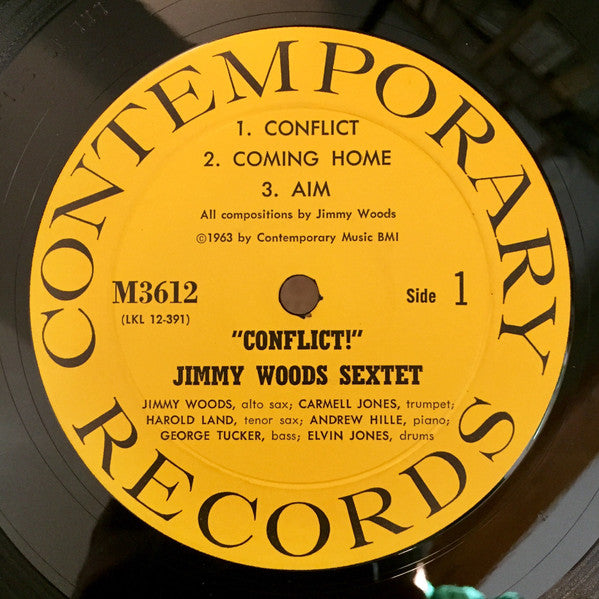 CONTEMPORARY
1. CONFLICT
2. COMING HOME
3. AIM
All compositions by Jimmy Woods
©1963 by Contemporary Music BMI
M3612
(LKL 12-391)
Side 1
"CONFLICT!"
JIMMY WOODS SEXTET
JIMMY WOODS, alto sax; CARMELL JONES, trumpet;
HAROLD LAND, tenor sax; ANDREW HILLE, piano;
GEORGE TUCKER, bass; ELVIN JONES, drums
RECORDS